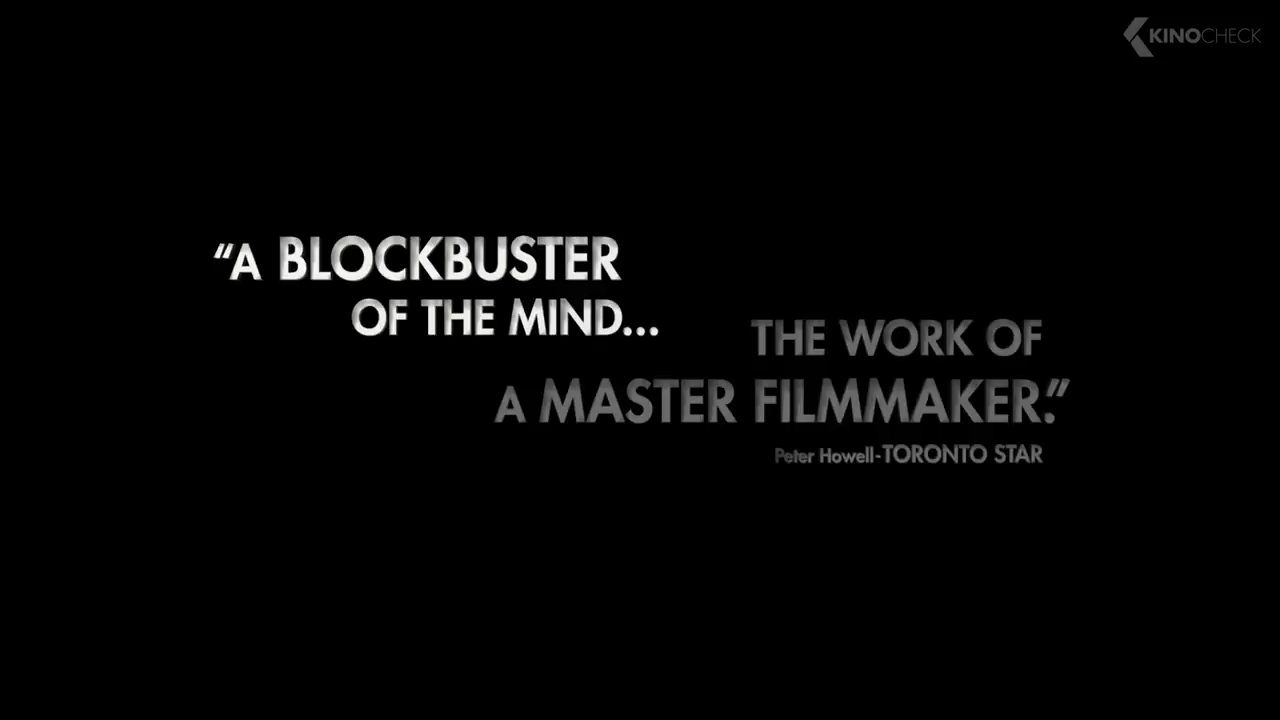 KINOCHECK
“A BLOCKBUSTER
OF THE MIND...
THE WORK OF
A MASTER FILMMAKER.”
Peter Howell-TORONTO STAR